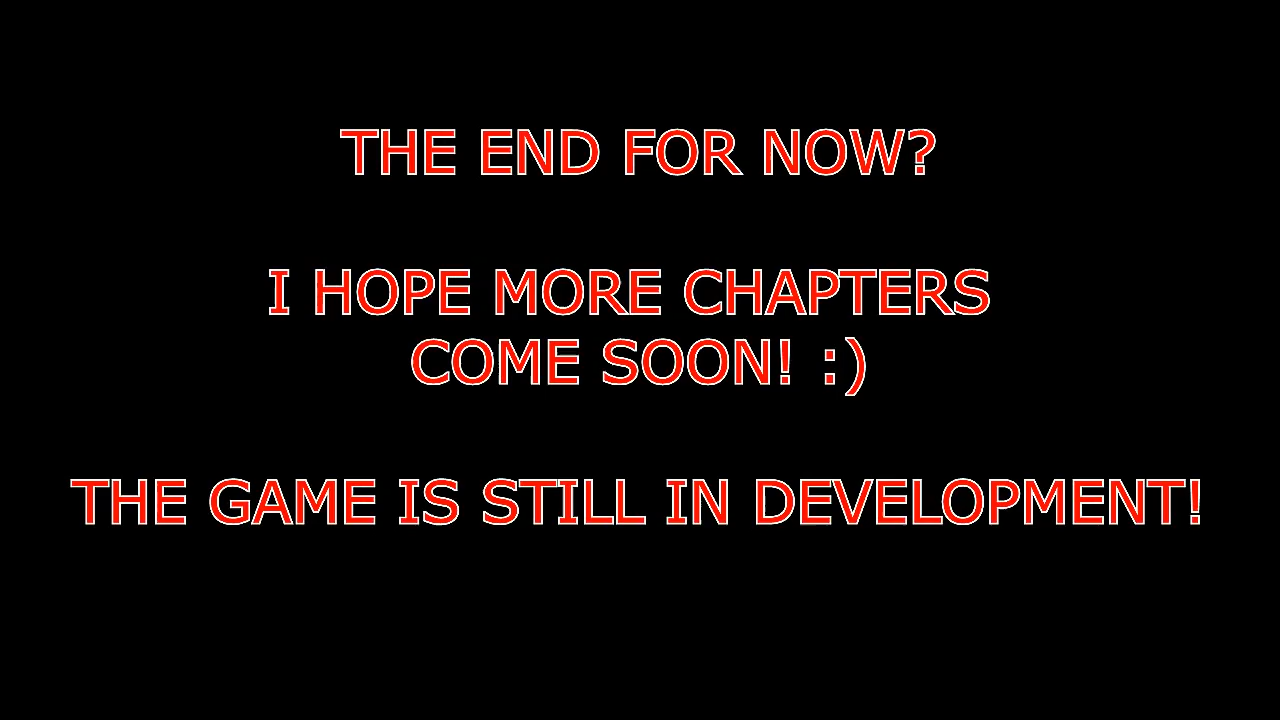 THE END FOR NOW?
I HOPE MORE CHAPTERS
COME SOON! :)
THE GAME IS STILL IN DEVELOPMENT!